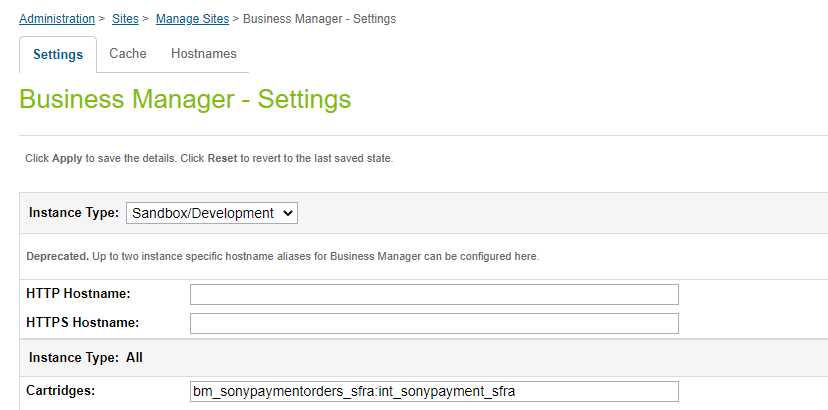 Administration > Sites > Manage Sites > Business Manager - Settings
Settings Cache Hostnames
Business Manager - Settings
Click Apply to save the details. Click Reset to revert to the last saved state.
Instance Type: Sandbox/Development
Deprecated. Up to two instance specific hostname aliases for Business Manager can be configured here.
HTTP Hostname:
HTTPS Hostname:
Instance Type: All
Cartridges: bm_sonypaymentorders_sfra:int_sonypayment_sfra